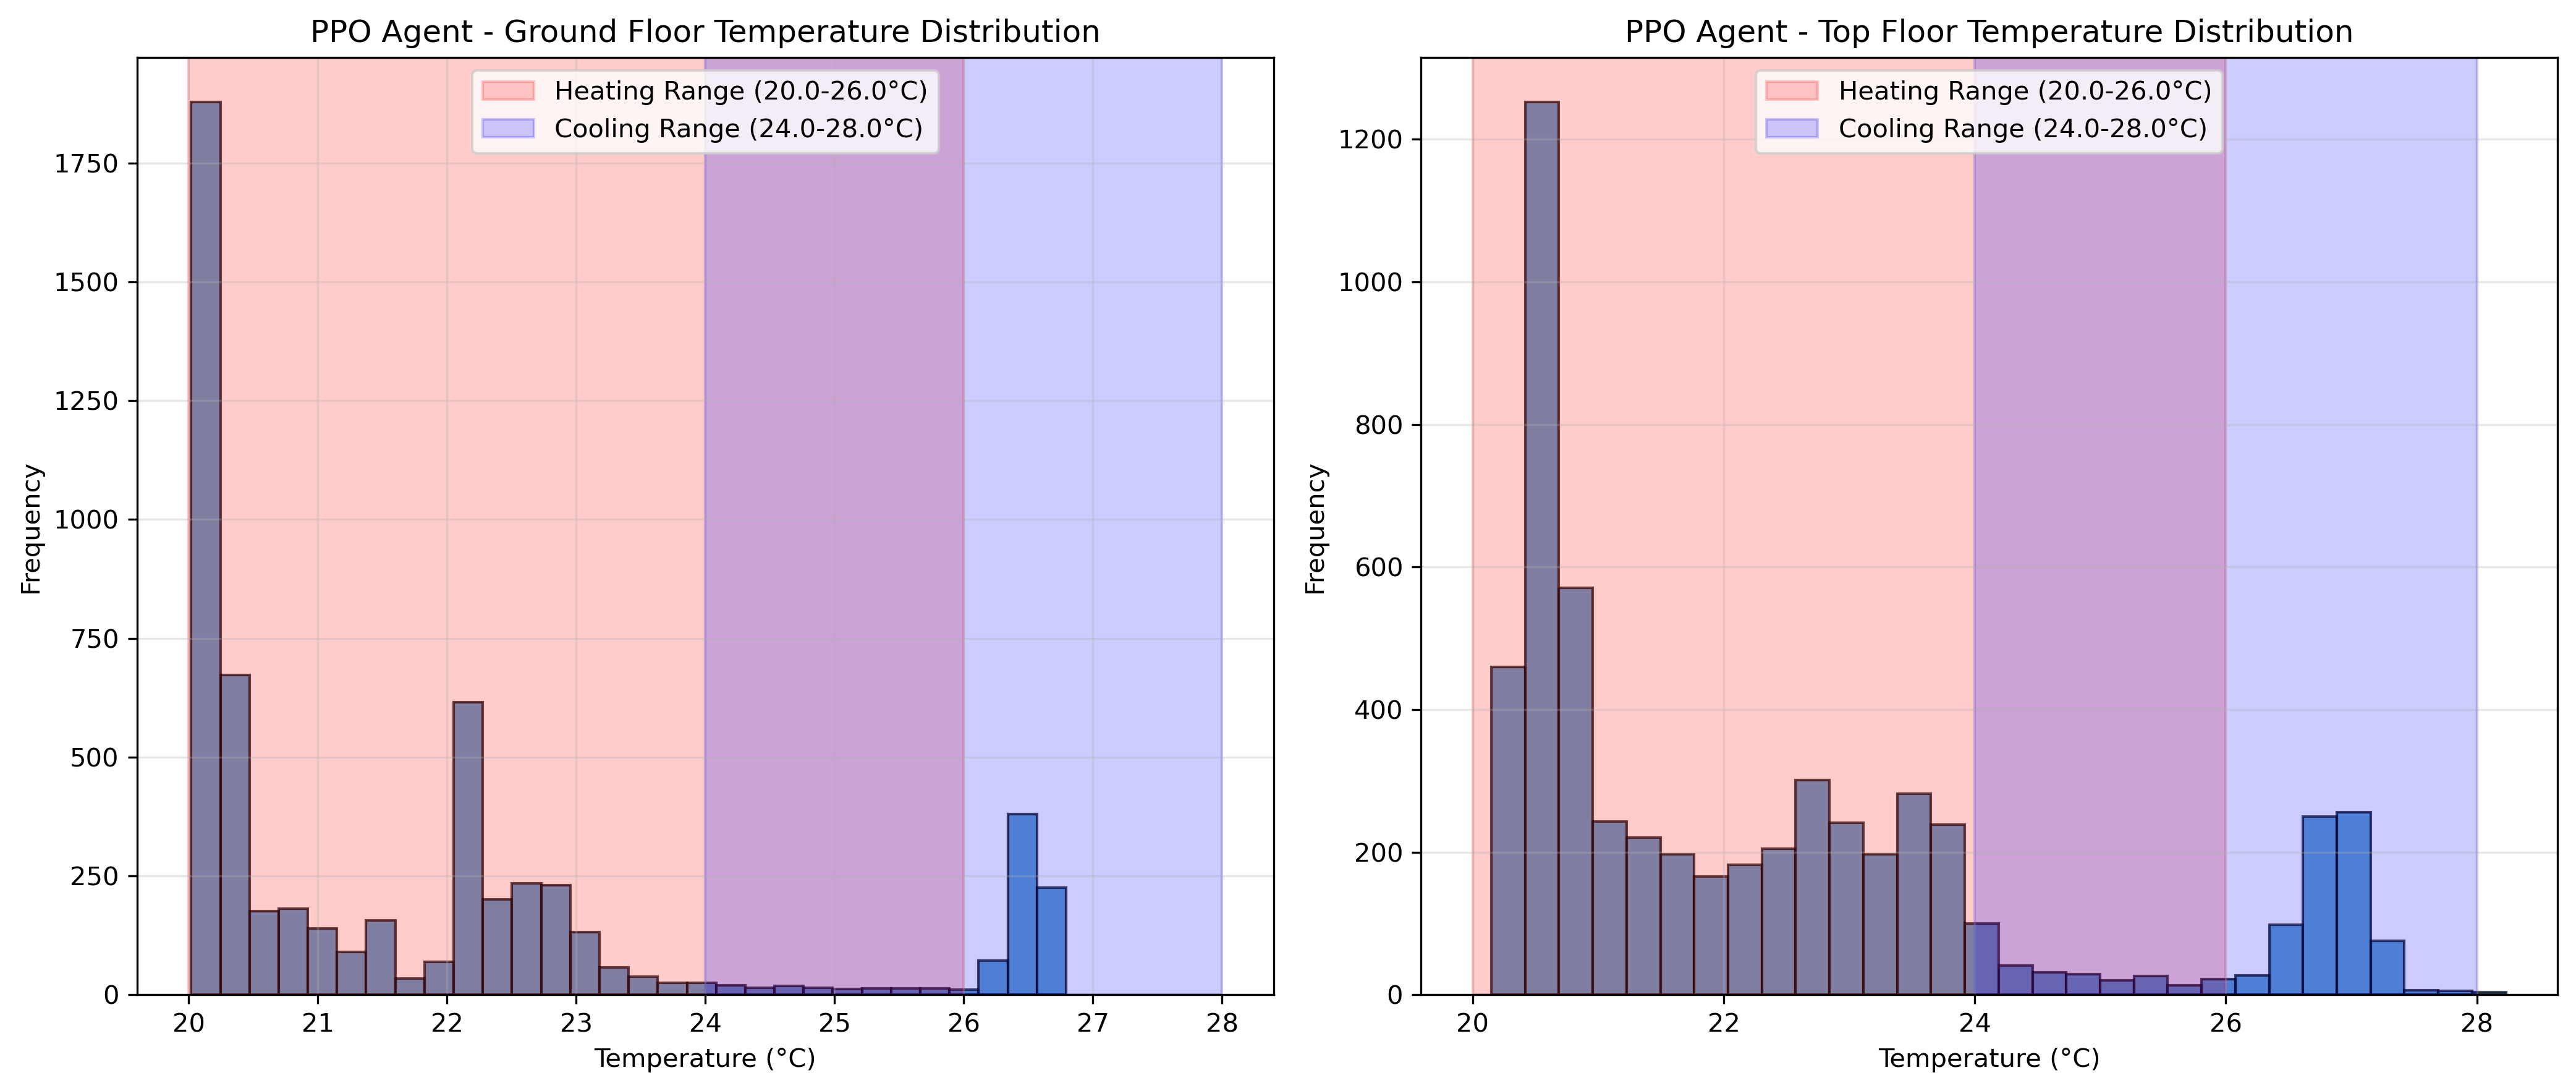 PPO Agent - Ground Floor Temperature Distribution
Heating Range (20.0-26.0°C)
Cooling Range (24.0-28.0°C)
Frequency
1750
1500
1250
1000
750
500
250
0
20 21 22 23 24 25 26 27 28
Temperature (°C)
PPO Agent - Top Floor Temperature Distribution
Heating Range (20.0-26.0°C)
Cooling Range (24.0-28.0°C)
Frequency
1200
1000
800
600
400
200
0
20 22 24 26 28
Temperature (°C)